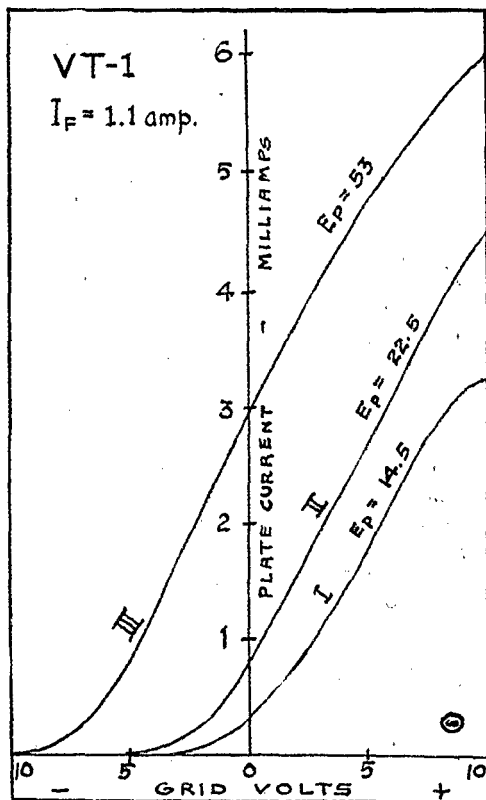 VT-1
I_F = 1.1 amp.
6
5
4
3
2
1
0
PLATE CURRENT - MILLIAMPS
E_P = 53
E_P = 22.5
E_P = 14.5
III
II
I
10 5 0 5 10
- GRID VOLTS +